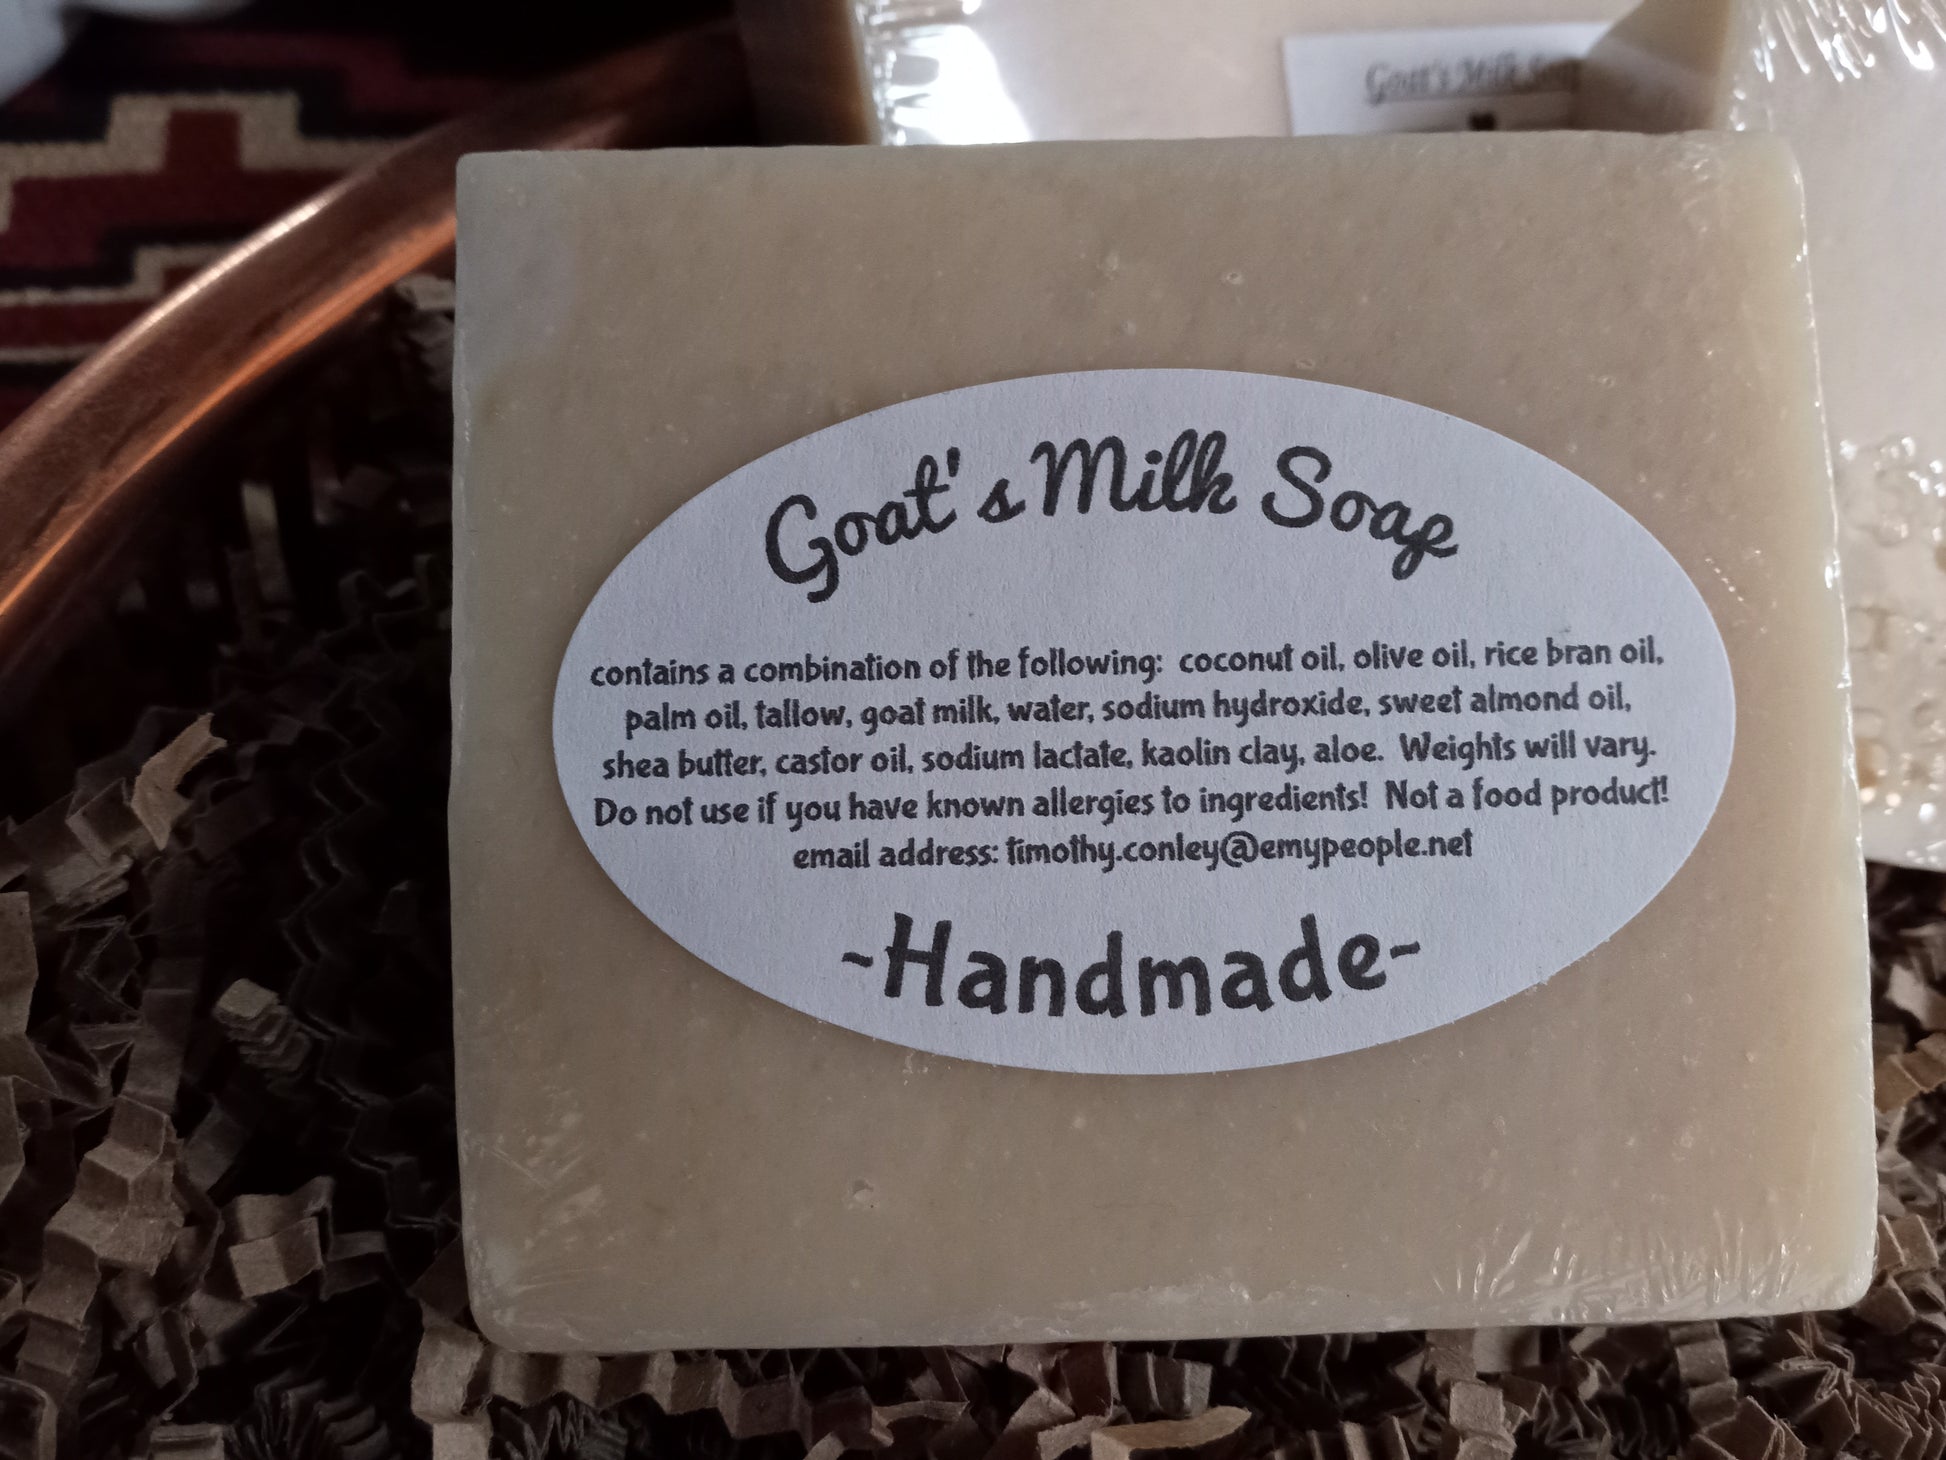 Goat's Milk Soap
Goat's Milk Soap
contains a combination of the following:  coconut oil, olive oil, rice bran oil,
palm oil, tallow, goat milk, water, sodium hydroxide, sweet almond oil,
shea butter, castor oil, sodium lactate, kaolin clay, aloe.  Weights will vary.
Do not use if you have known allergies to ingredients!  Not a food product!
email address: timothy.conley@emypeople.net
-Handmade-